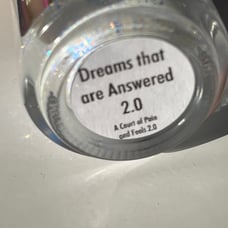 Dreams that
are Answered
2.0
A Court of Pain
and Feels 2.0